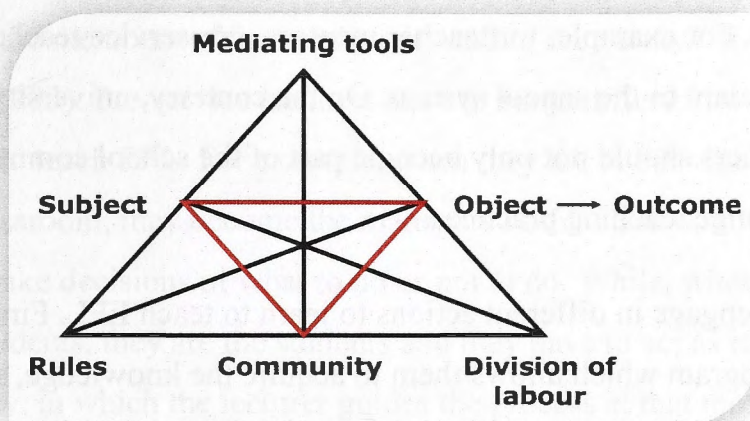 Mediating tools
Subject
Object → Outcome
Rules
Community
Division of
labour